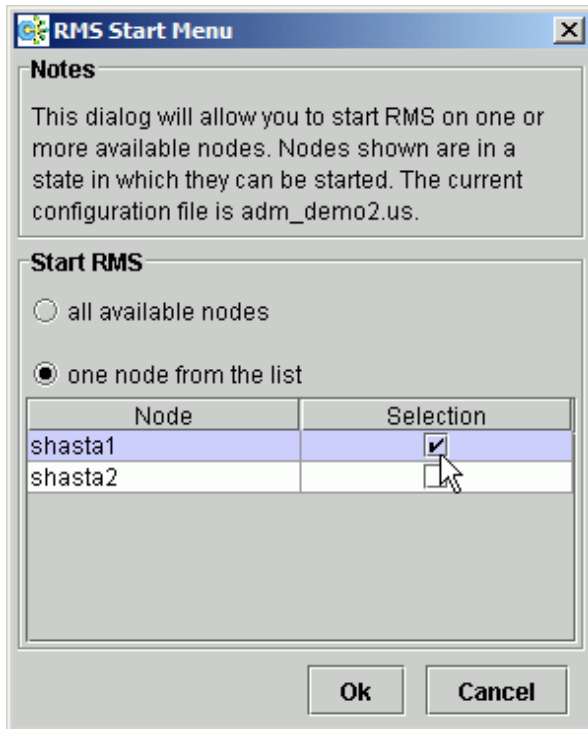 RMS Start Menu
Notes
This dialog will allow you to start RMS on one or
more available nodes. Nodes shown are in a
state in which they can be started. The current
configuration file is adm_demo2.us.
Start RMS
all available nodes
one node from the list
Node Selection
shasta1
shasta2
Ok Cancel